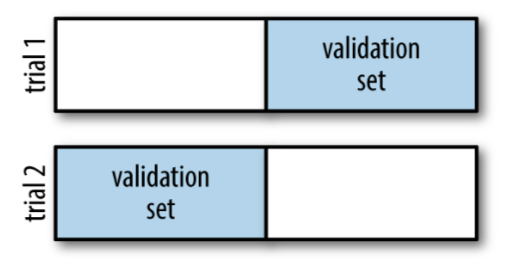 trial 1
validation
set
trial 2
validation
set